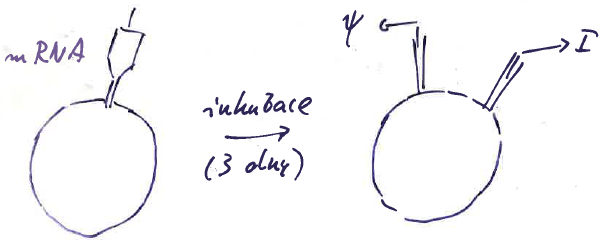 mRNA
inkubace
(3 dny)
Ψ
I